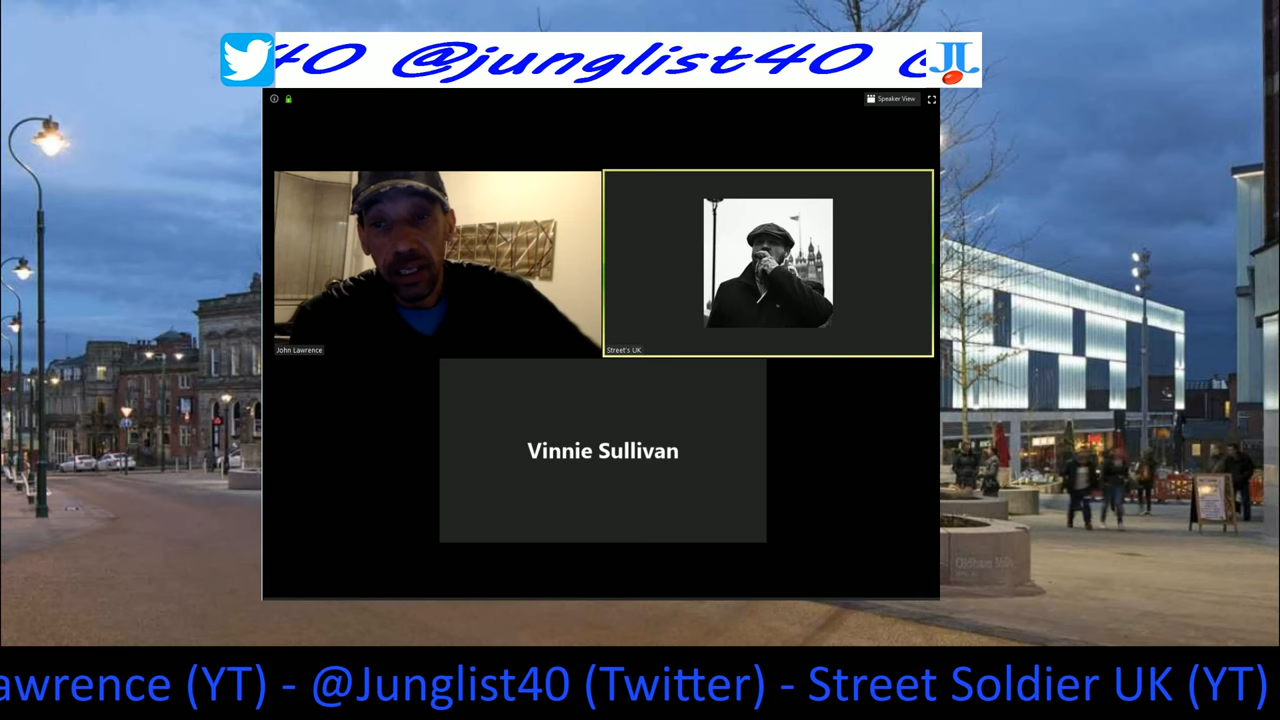 40 @junglist40 @
JL
Speaker View
John Lawrence
Street's UK
Vinnie Sullivan
Oldham
awrence (YT) - @Junglist40 (Twitter) - Street Soldier UK (YT)